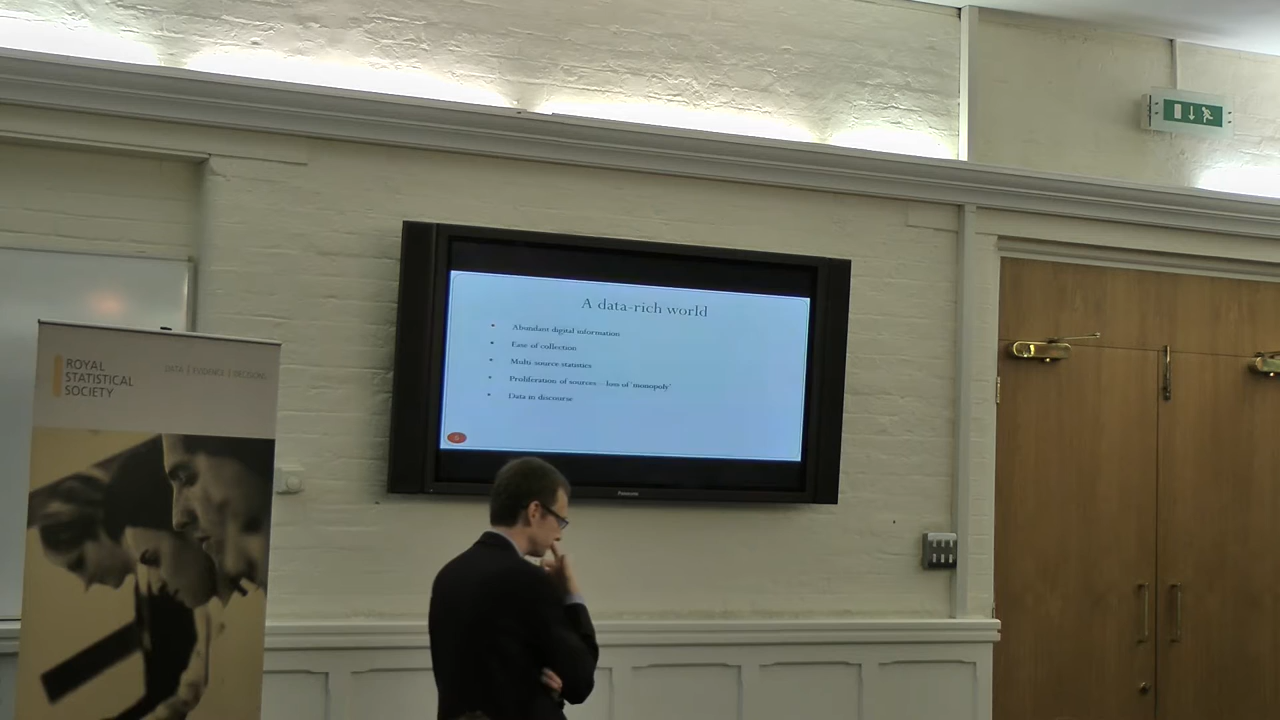 ROYAL
STATISTICAL
SOCIETY
DATA | EVIDENCE | DECISIONS
A data-rich world
• Abundant digital information
• Ease of collection
• Multi-source statistics
• Proliferation of sources – loss of 'monopoly'
• Data in discourse
Panasonic